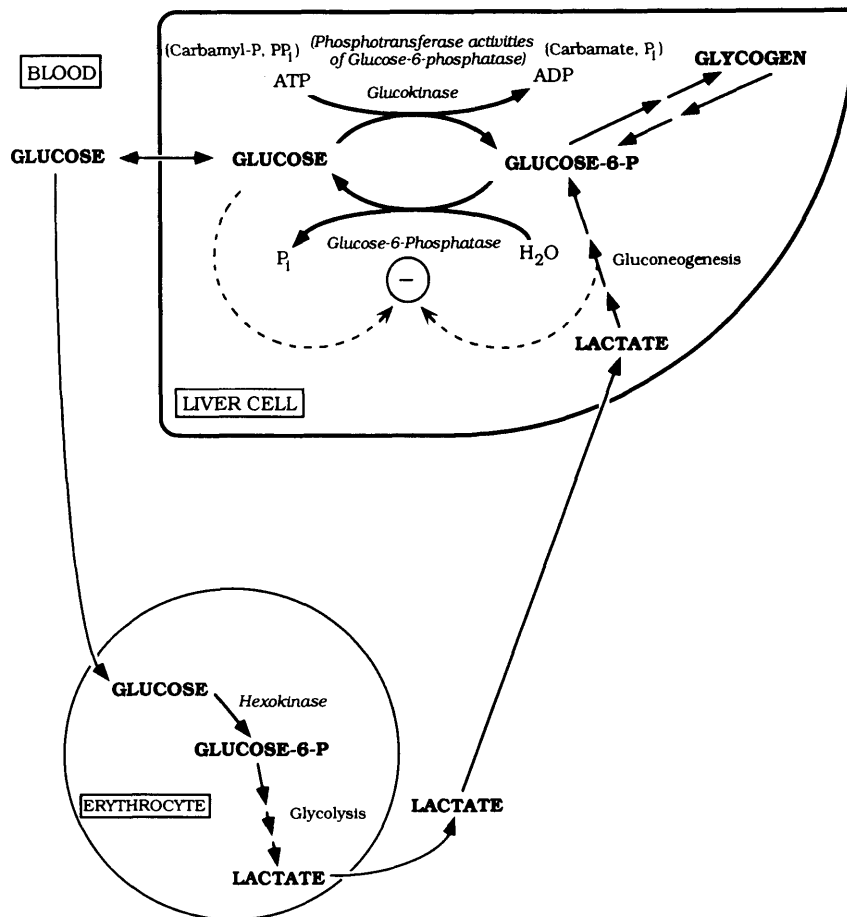 (Carbamyl-P, PPi) (Phosphotransferase activities (Carbamate, Pi)
of Glucose-6-phosphatase)
BLOOD
ATP
ADP
GLYCOGEN
Glucokinase
GLUCOSE
GLUCOSE
GLUCOSE-6-P
Pi
Glucose-6-Phosphatase
H2O
Gluconeogenesis
−
LACTATE
LIVER CELL
GLUCOSE
Hexokinase
GLUCOSE-6-P
ERYTHROCYTE
Glycolysis
LACTATE
LACTATE